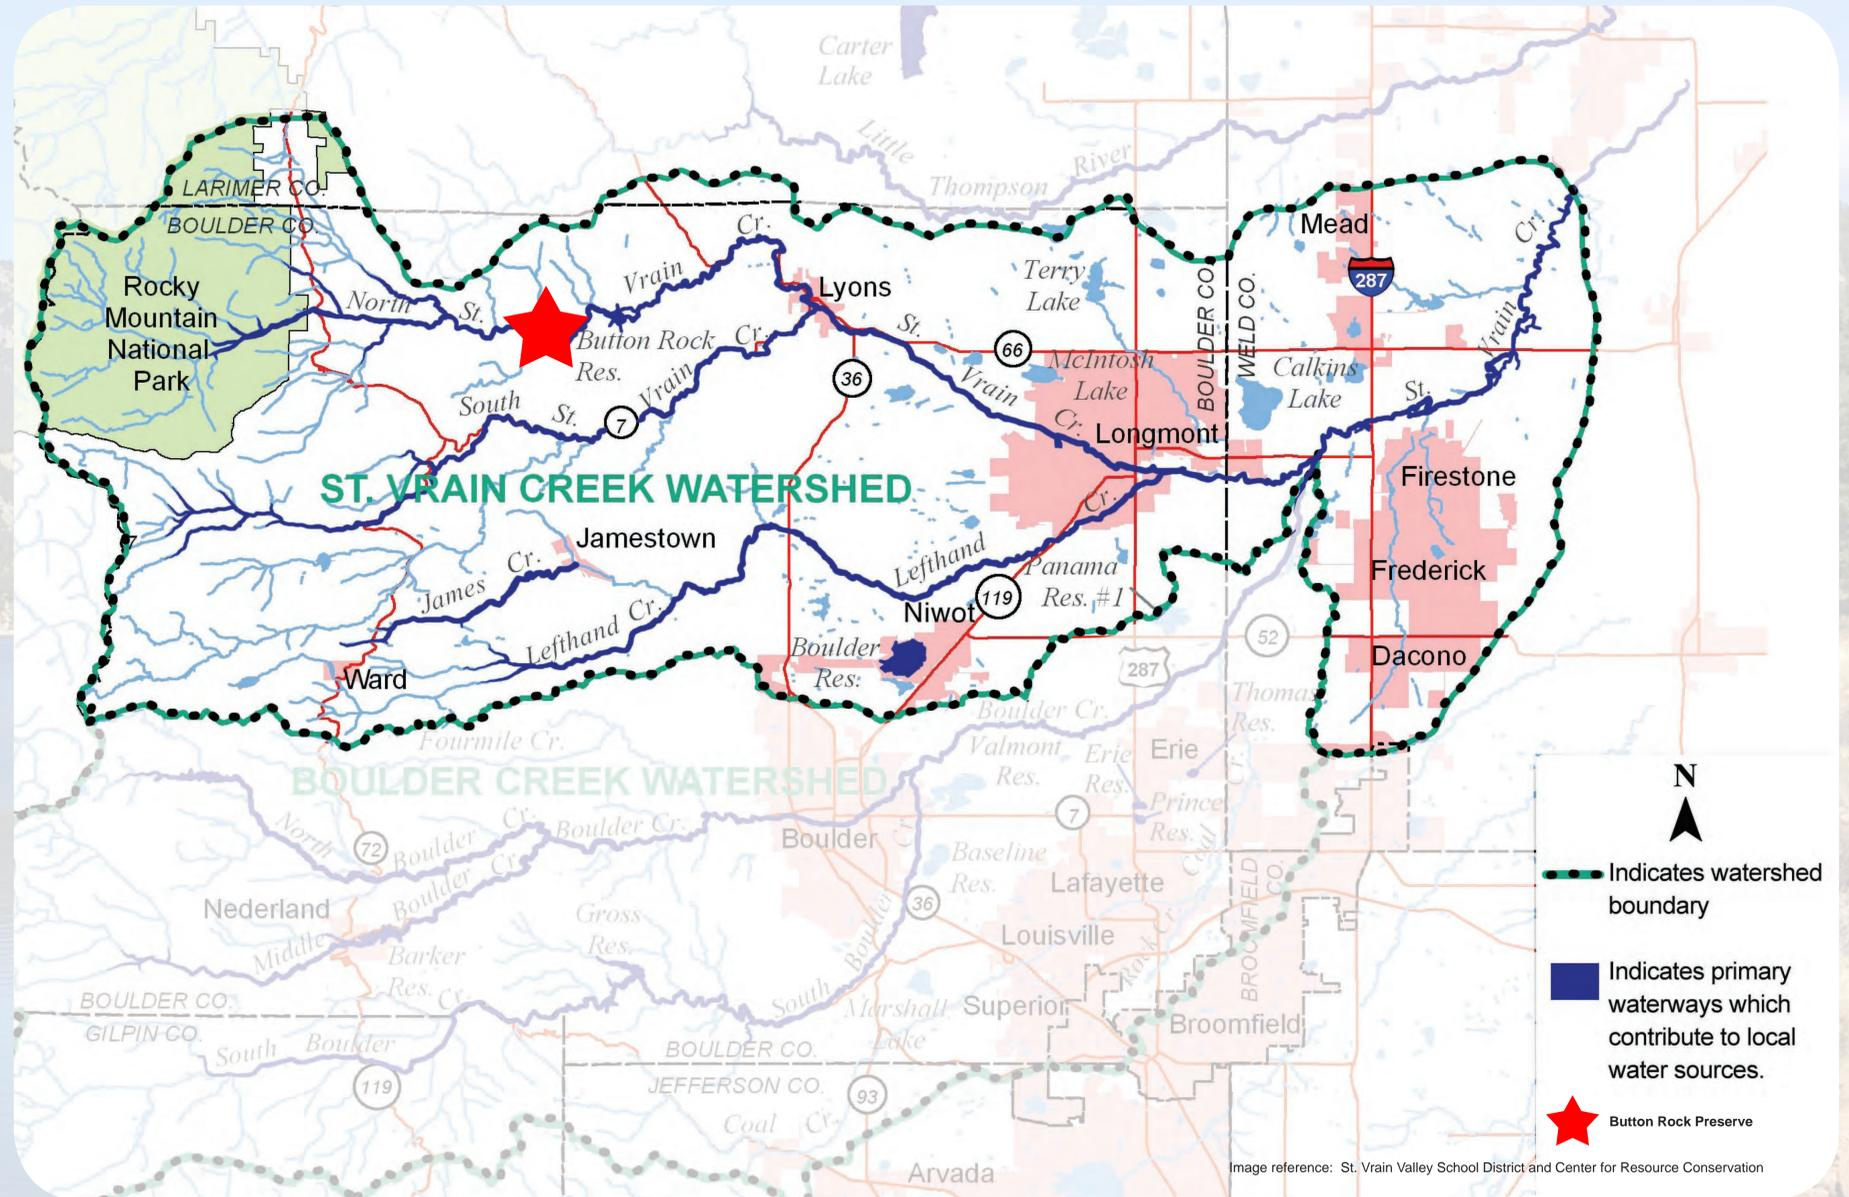 Carter
Lake
Little
Thompson
River
LARIMER CO.
BOULDER CO.
Rocky
Mountain
National
Park
North
St.
Vrain
Cr.
Button Rock
Res.
Lyons
South
St.
7
Vrain
Cr.
36
66
St.
Vrain
Cr.
Terry
Lake
McIntosh
Lake
Longmont
BOULDER CO.
WELD CO.
Calkins
Lake
Mead
287
St.
Vrain
Cr.
Firestone
Frederick
Dacono
ST. VRAIN CREEK WATERSHED
7
Jamestown
James
Cr.
Lefthand Cr.
Ward
Lefthand
Cr.
Niwot
119
Panama
Res. #1
Boulder
Res.
287
52
Thomas
Res.
Boulder Cr.
Fourmile Cr.
BOULDER CREEK WATERSHED
Valmont
Res.
Erie
Res.
Erie
Prince
Res.
Coal
Cr.
7
North
72
Boulder
Cr.
Boulder Cr.
Boulder
Cr.
Baseline
Res.
Lafayette
Nederland
Middle
Boulder
Cr.
Barker
Res.
Gross
Res.
36
Louisville
Rock Cr.
BROOMFIELD
CO.
BOULDER CO.
GILPIN CO.
South
Boulder
Cr.
South
Boulder
Marshall
Lake
Superior
Broomfield
BOULDER CO.
JEFFERSON CO.
119
93
Coal
Cr.
Arvada
N
Indicates watershed
boundary
Indicates primary
waterways which
contribute to local
water sources.
Button Rock Preserve
Image reference: St. Vrain Valley School District and Center for Resource Conservation